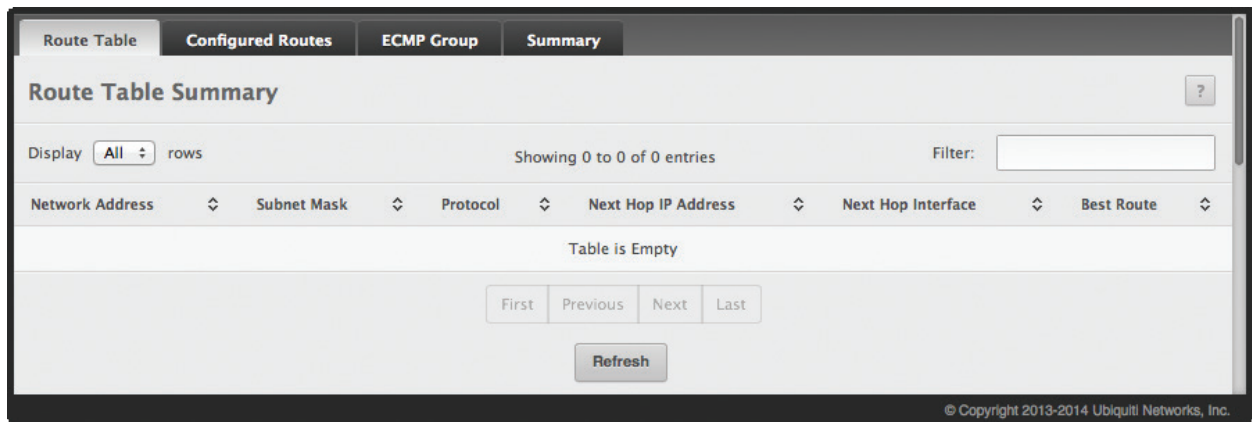 Route Table Configured Routes ECMP Group Summary
Route Table Summary ?
Display All rows Showing 0 to 0 of 0 entries Filter:
Network Address Subnet Mask Protocol Next Hop IP Address Next Hop Interface Best Route
Table is Empty
First Previous Next Last
Refresh
© Copyright 2013-2014 Ubiquiti Networks, Inc.